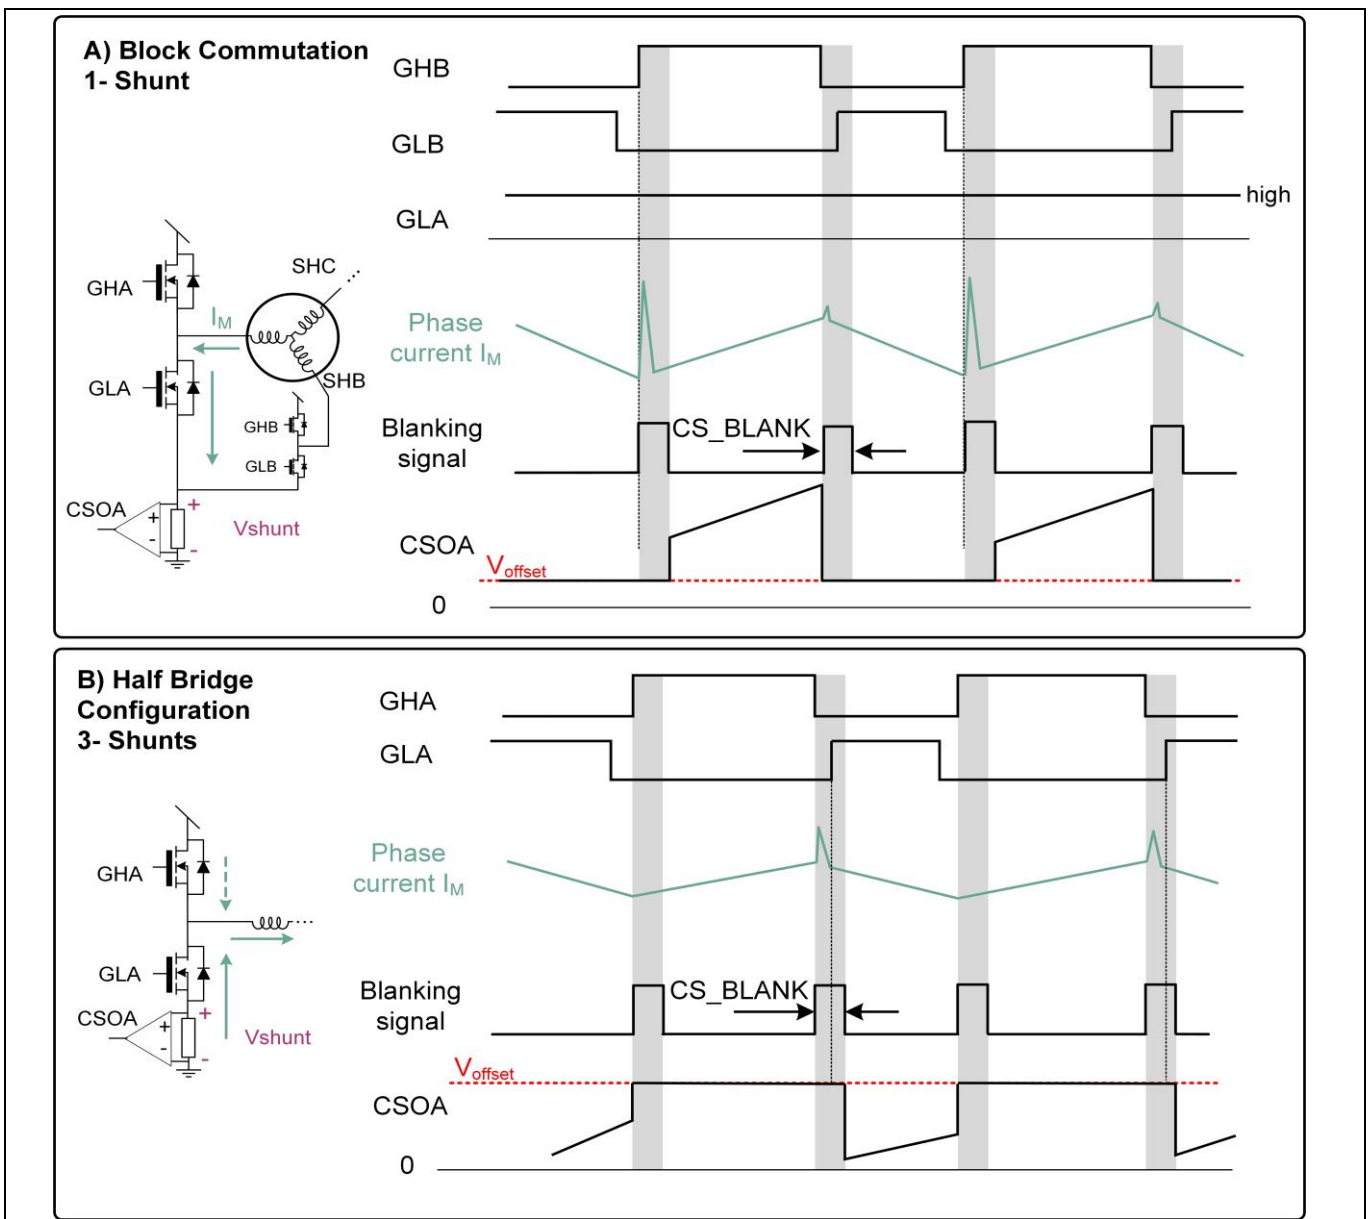 A) Block Commutation
1- Shunt
GHB
GLB
GLA
high
SHC
...
GHA
IM
Phase
current IM
GLA
SHB
GHB
GLB
Blanking
signal
CS_BLANK
CSOA
+
-
+
-
Vshunt
CSOA
Voffset
0
B) Half Bridge
Configuration
3- Shunts
GHA
GLA
Phase
current IM
GHA
....
GLA
Blanking
signal
CS_BLANK
CSOA
+
-
+
-
Vshunt
Voffset
CSOA
0